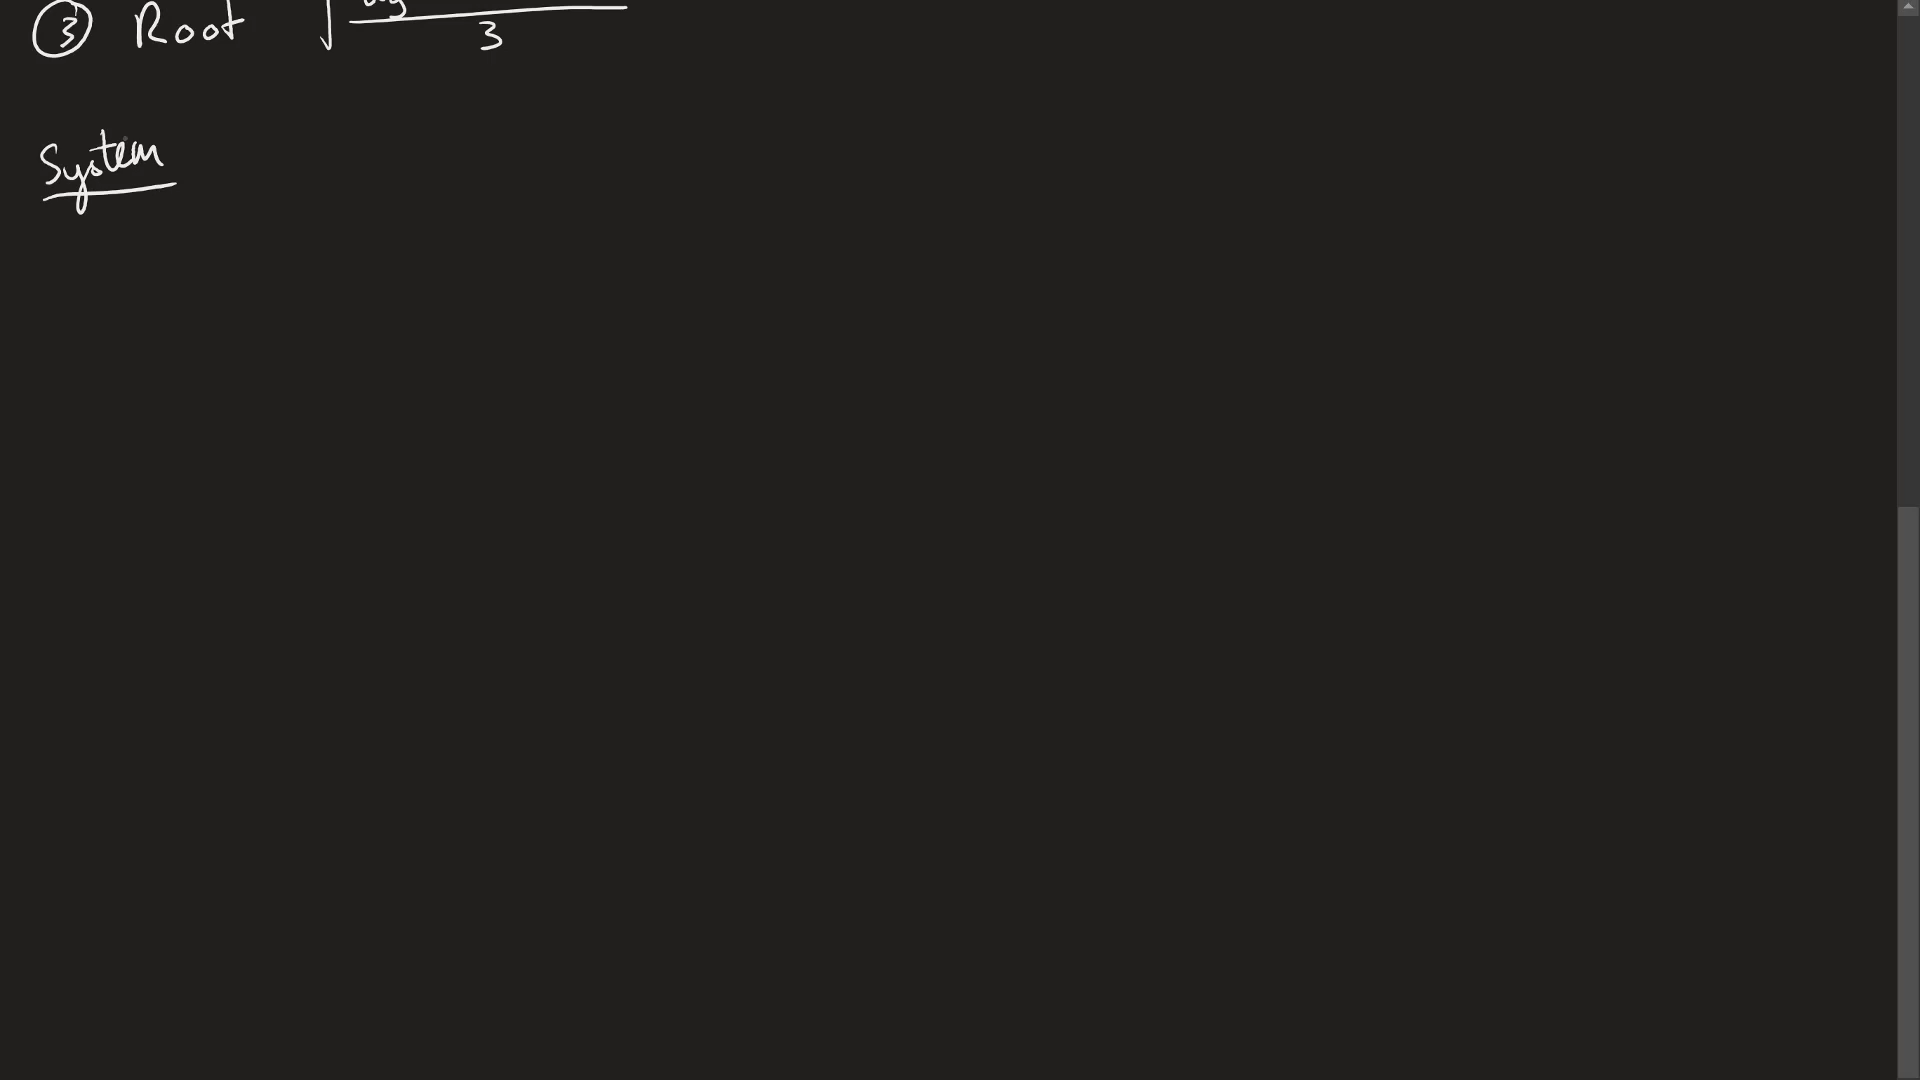 ③ Root √ 3
System